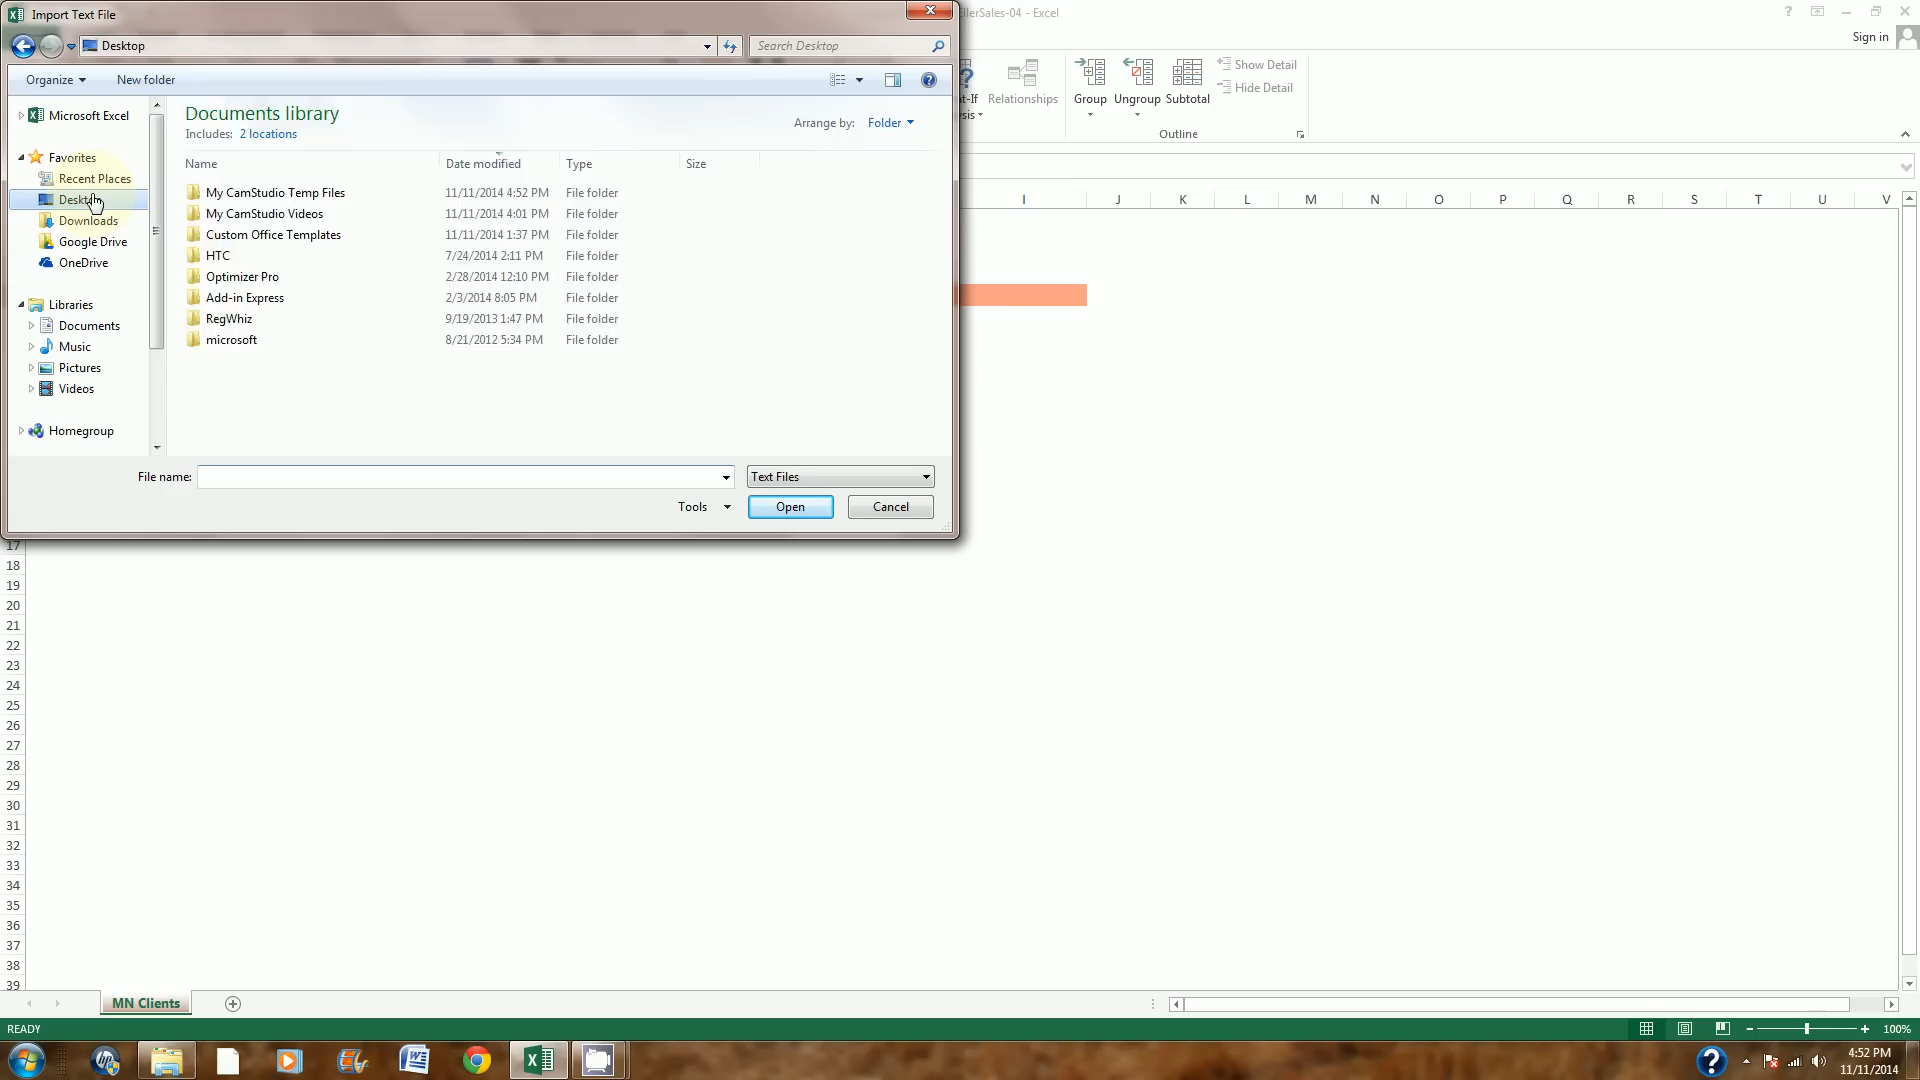 Import Text File
EllerSales-04 - Excel
Desktop
Search Desktop
Sign in
Organize
New folder
Show Detail
Hide Detail
Relationships
Group
Ungroup
Subtotal
Outline
Microsoft Excel
Favorites
Recent Places
Desktop
Downloads
Google Drive
OneDrive
Libraries
Documents
Music
Pictures
Videos
Homegroup
Documents library
Includes: 2 locations
Arrange by: Folder
Name Date modified Type Size
My CamStudio Temp Files 11/11/2014 4:52 PM File folder
My CamStudio Videos 11/11/2014 4:01 PM File folder
Custom Office Templates 11/11/2014 1:37 PM File folder
HTC 7/24/2014 2:11 PM File folder
Optimizer Pro 2/28/2014 12:10 PM File folder
Add-in Express 2/3/2014 8:05 PM File folder
RegWhiz 9/19/2013 1:47 PM File folder
microsoft 8/21/2012 5:34 PM File folder
File name:
Text Files
Tools
Open
Cancel
I J K L M N O P Q R S T U V
17
18
19
20
21
22
23
24
25
26
27
28
29
30
31
32
33
34
35
36
37
38
39
MN Clients
READY
100%
4:52 PM
11/11/2014